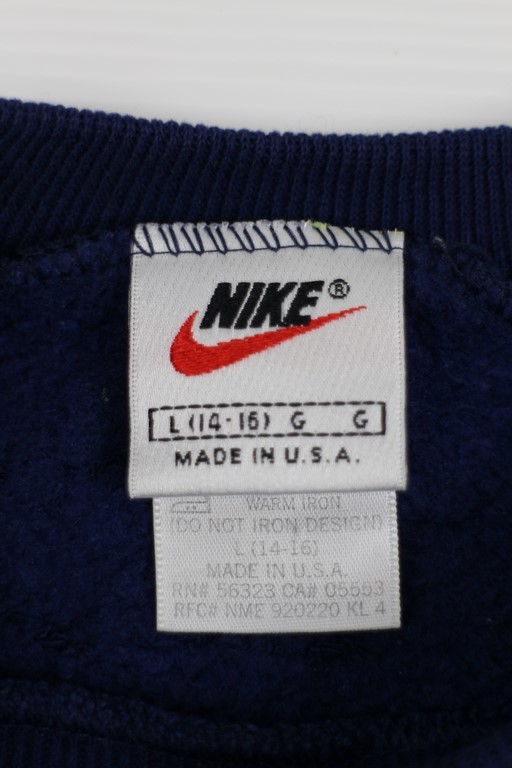 NIKE®
L (14-16) G G
MADE IN U.S.A.
WARM IRON
(DO NOT IRON DESIGN)
L (14-16)
MADE IN U.S.A.
RN# 56323 CA# 05553
RFC# NME 920220 KL 4